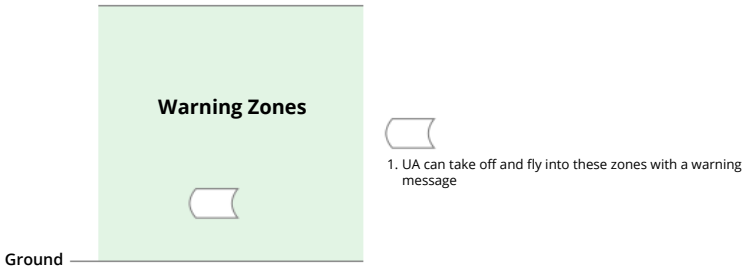 Warning Zones
1. UA can take off and fly into these zones with a warning
message
Ground